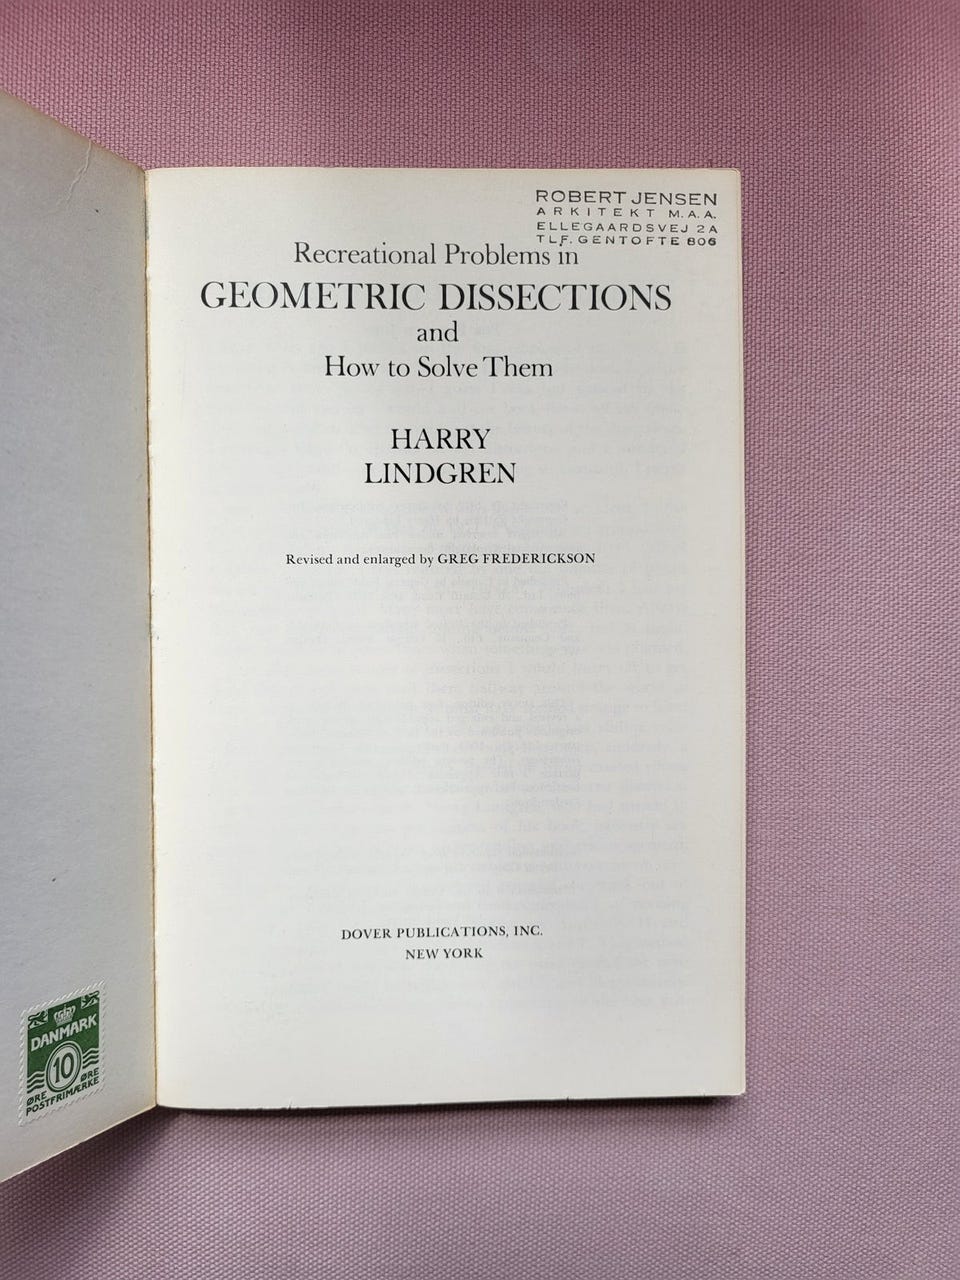 ROBERT JENSEN
ARKITEKT M.A.A.
ELLEGAARDSVEJ 2A
TLF. GENTOFTE 806
Recreational Problems in
GEOMETRIC DISSECTIONS
and
How to Solve Them
HARRY
LINDGREN
Revised and enlarged by GREG FREDERICKSON
DOVER PUBLICATIONS, INC.
NEW YORK
DANMARK
10
ØRE ØRE
POSTFRIMÆRKE